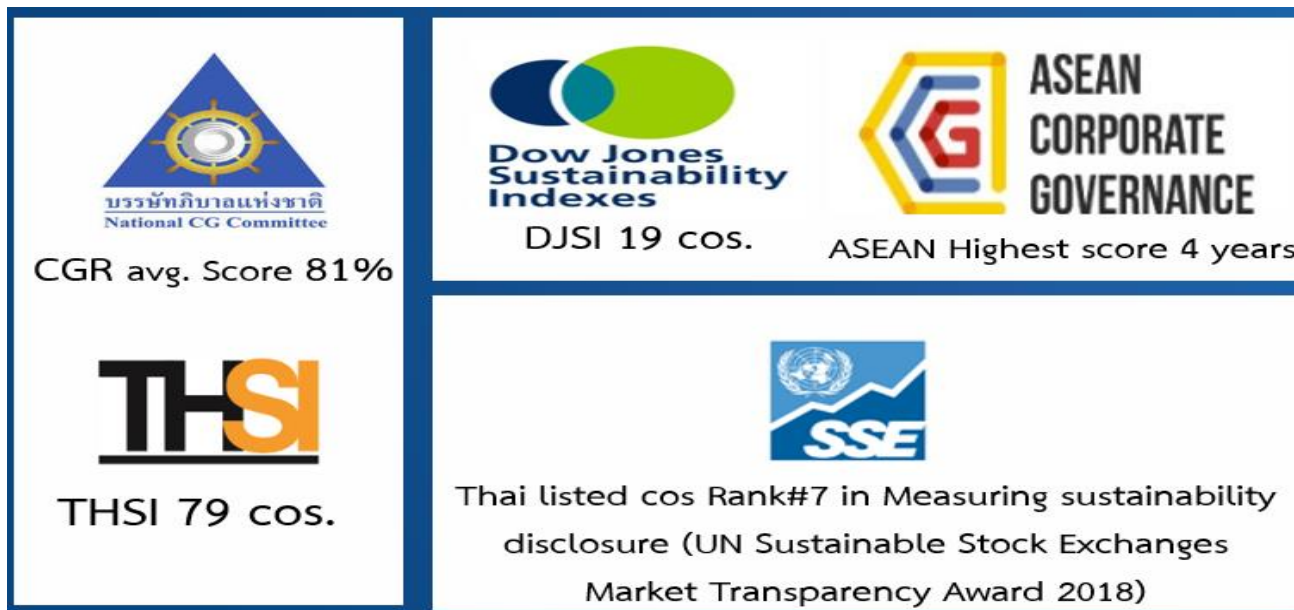 บรรษัทภิบาลแห่งชาติ
National CG Committee
CGR avg. Score 81%
THSI
THSI 79 cos.
Dow Jones
Sustainability
Indexes
DJSI 19 cos.
CG
ASEAN
CORPORATE
GOVERNANCE
ASEAN Highest score 4 years
SSE
Thai listed cos Rank#7 in Measuring sustainability
disclosure (UN Sustainable Stock Exchanges
Market Transparency Award 2018)